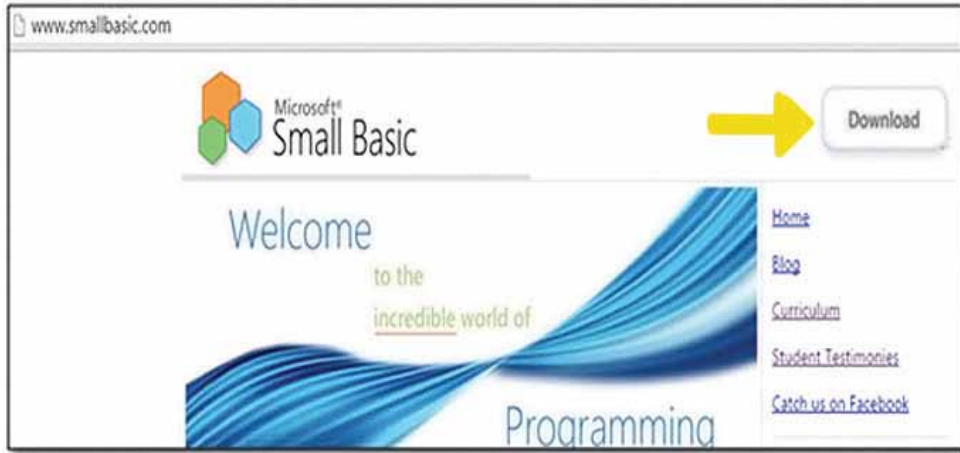 www.smallbasic.com
Microsoft®
Small Basic
Download
Welcome
to the
incredible world of
Programming
Home
Blog
Curriculum
Student Testimonies
Catch us on Facebook